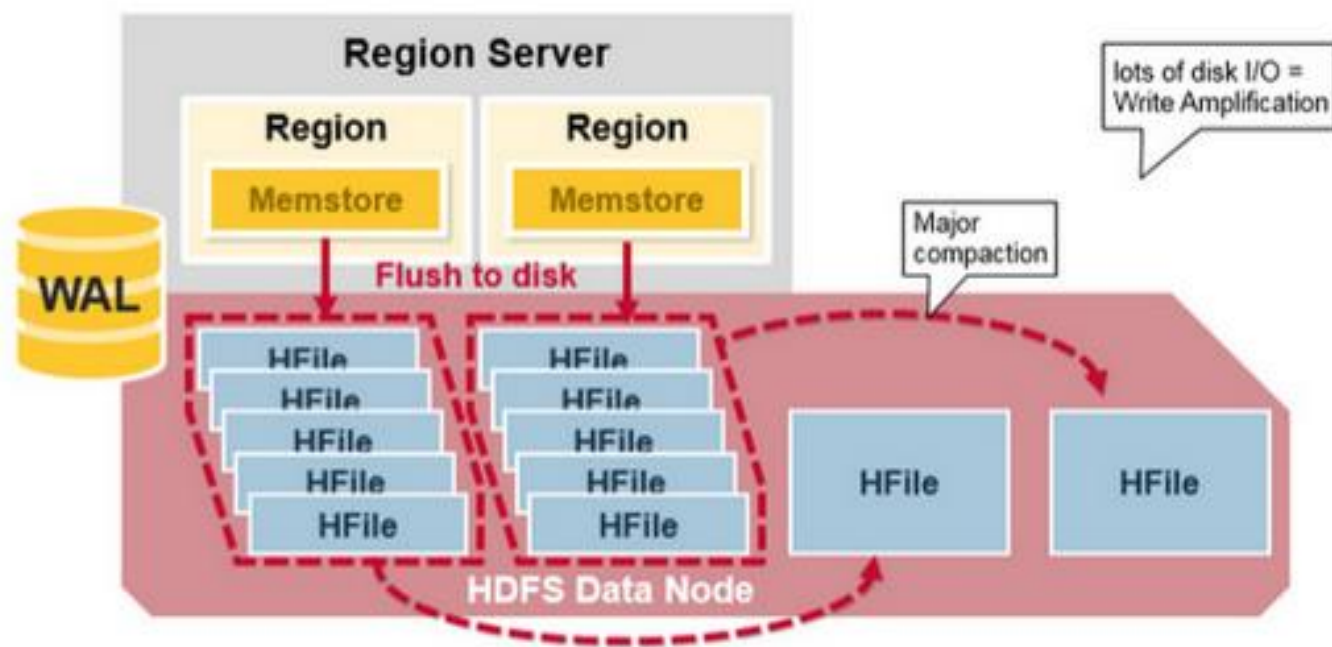 Region Server
lots of disk I/O =
Write Amplification
Region
Region
Memstore
Memstore
Major
compaction
Flush to disk
WAL
HFile
HFile
HFile
HFile
HFile
HFile
HFile
HFile
HFile
HFile
HFile
HFile
HDFS Data Node